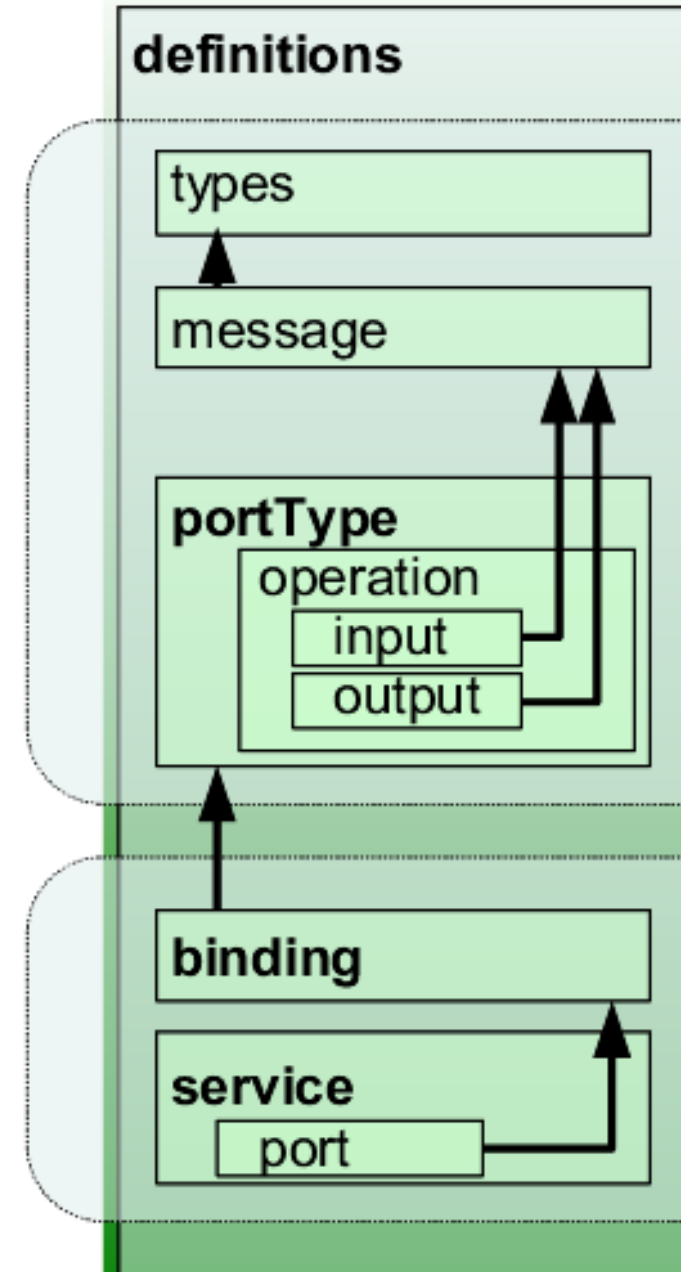 definitions
types
message
portType
operation
input
output
binding
service
port